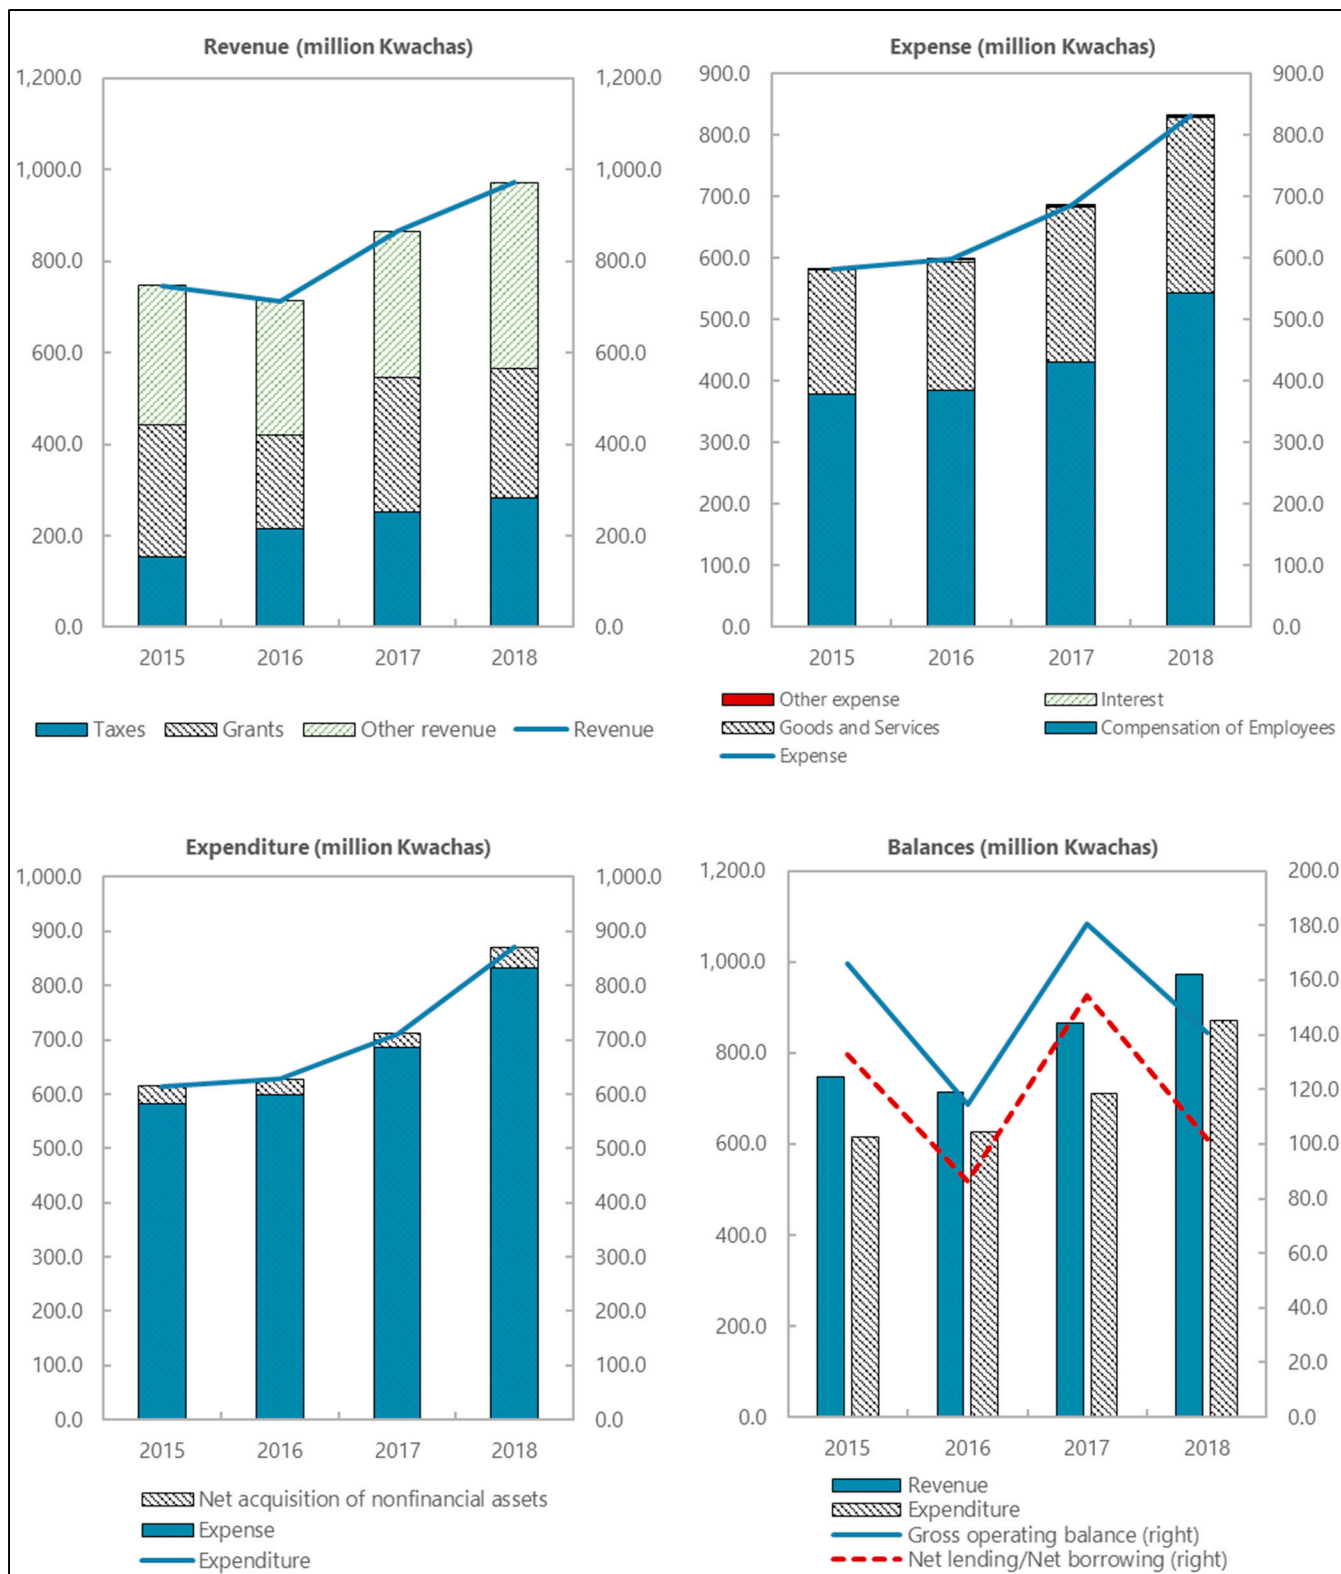 Revenue (million Kwachas)
1,200.0 1,200.0
1,000.0 1,000.0
800.0 800.0
600.0 600.0
400.0 400.0
200.0 200.0
0.0 0.0
2015 2016 2017 2018
Taxes Grants Other revenue Revenue
Expense (million Kwachas)
900.0 900.0
800.0 800.0
700.0 700.0
600.0 600.0
500.0 500.0
400.0 400.0
300.0 300.0
200.0 200.0
100.0 100.0
0.0 0.0
2015 2016 2017 2018
Other expense Interest
Goods and Services Compensation of Employees
Expense
Expenditure (million Kwachas)
1,000.0 1,000.0
900.0 900.0
800.0 800.0
700.0 700.0
600.0 600.0
500.0 500.0
400.0 400.0
300.0 300.0
200.0 200.0
100.0 100.0
0.0 0.0
2015 2016 2017 2018
Net acquisition of nonfinancial assets
Expense
Expenditure
Balances (million Kwachas)
1,200.0 200.0
180.0
1,000.0 160.0
140.0
800.0 120.0
600.0 100.0
80.0
400.0 60.0
40.0
200.0 20.0
0.0 0.0
2015 2016 2017 2018
Revenue
Expenditure
Gross operating balance (right)
Net lending/Net borrowing (right)